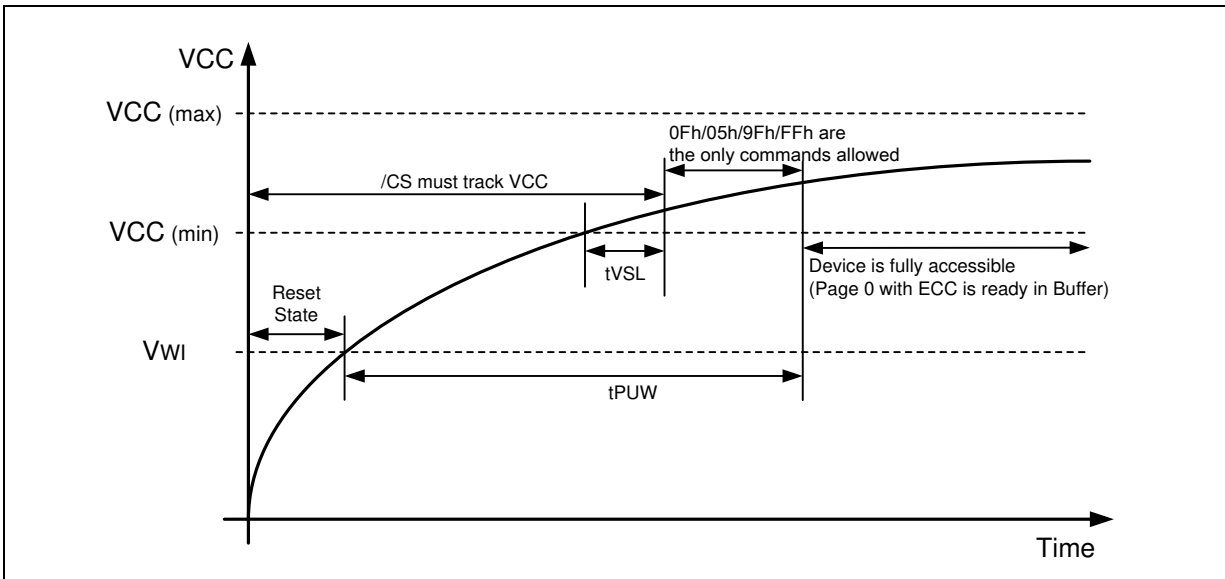 VCC
VCC (max)
0Fh/05h/9Fh/FFh are
the only commands allowed
/CS must track VCC
VCC (min)
tVSL
Device is fully accessible
(Page 0 with ECC is ready in Buffer)
Reset
State
VWI
tPUW
Time